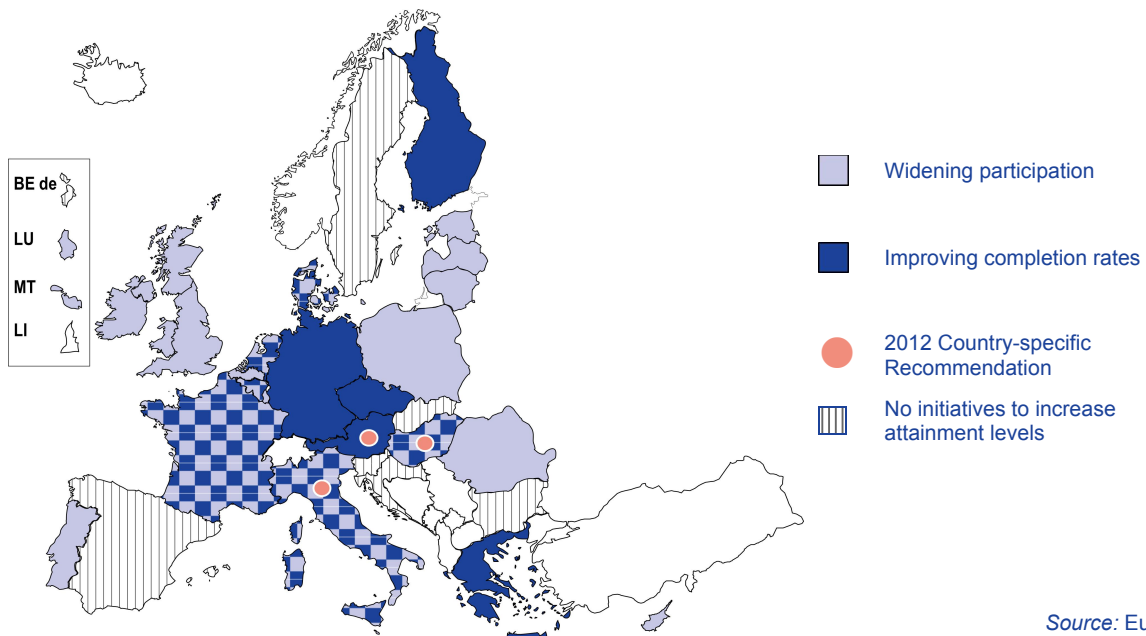 BE de
LU
MT
LI
Widening participation
Improving completion rates
2012 Country-specific
Recommendation
No initiatives to increase
attainment levels
Source: Eu